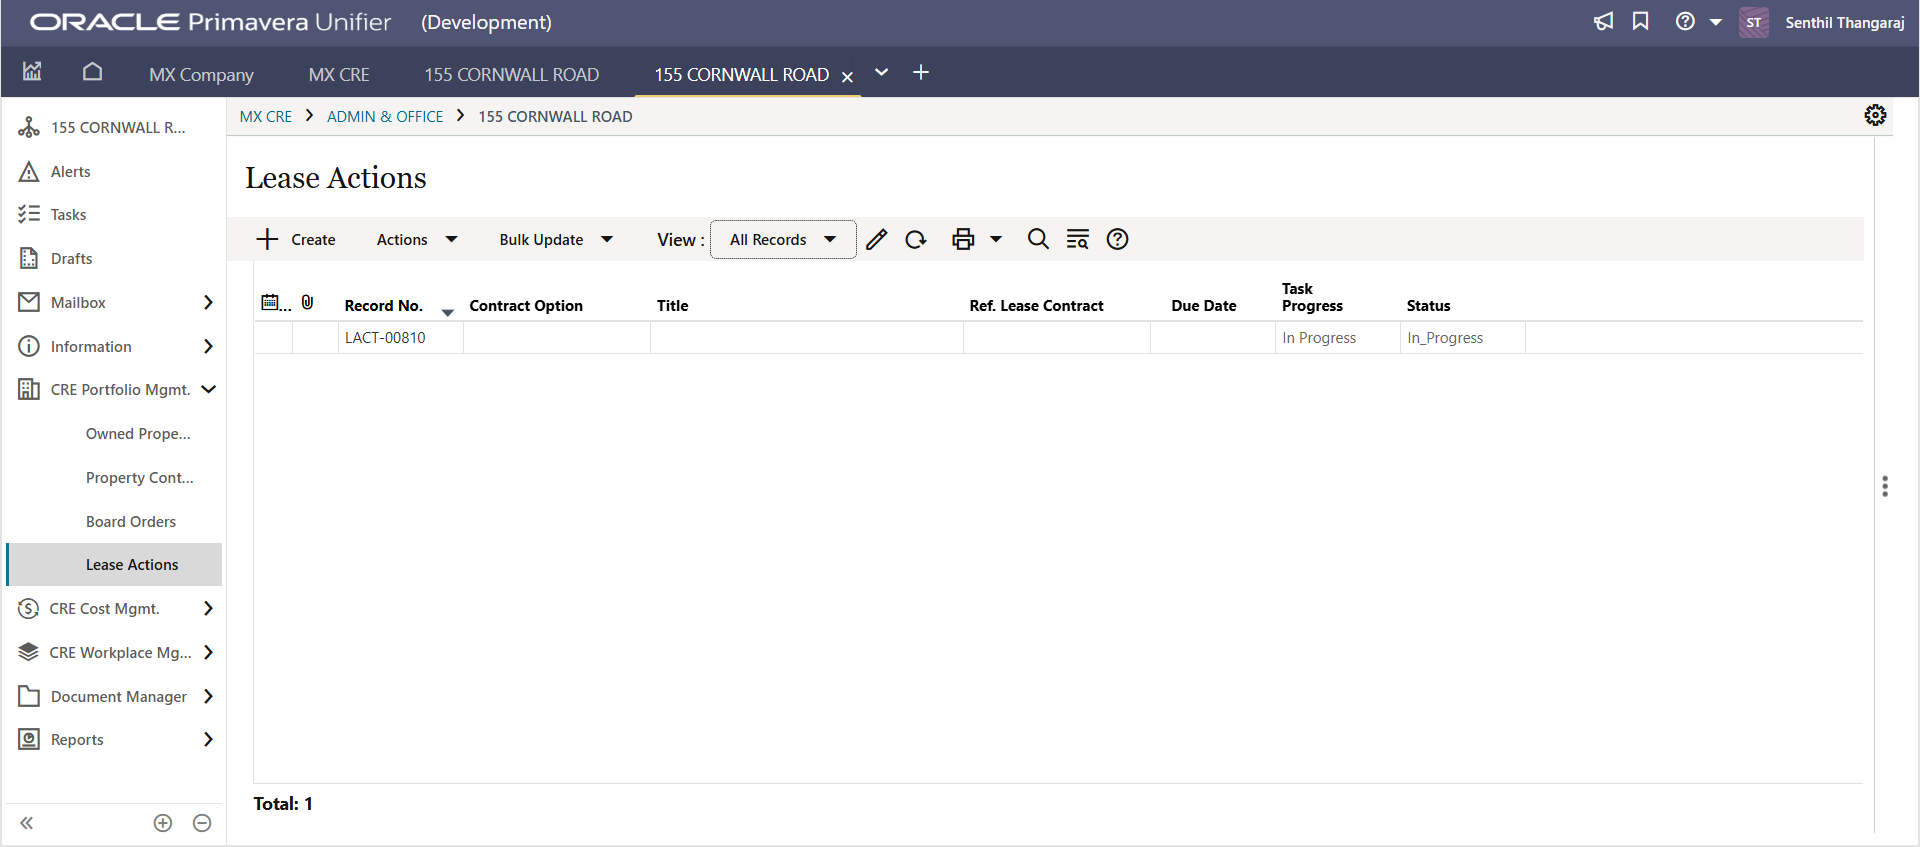 ORACLE Primavera Unifier (Development) ST Senthil Thangaraj
MX Company MX CRE 155 CORNWALL ROAD 155 CORNWALL ROAD
155 CORNWALL R...
Alerts
Tasks
Drafts
Mailbox
Information
CRE Portfolio Mgmt.
Owned Prope...
Property Cont...
Board Orders
Lease Actions
CRE Cost Mgmt.
CRE Workplace Mg...
Document Manager
Reports
MX CRE > ADMIN & OFFICE > 155 CORNWALL ROAD
Lease Actions
Create Actions Bulk Update View : All Records
... Record No. Contract Option Title Ref. Lease Contract Due Date Task Progress Status
LACT-00810 In Progress In_Progress
Total: 1